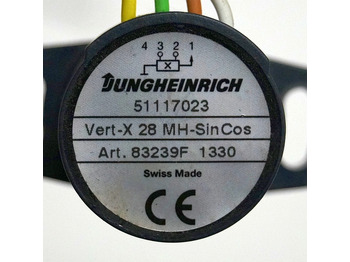 4 3 2 1
X
JUNGHEINRICH
51117023
Vert-X 28 MH-SinCos
Art. 83239F 1330
Swiss Made
CE